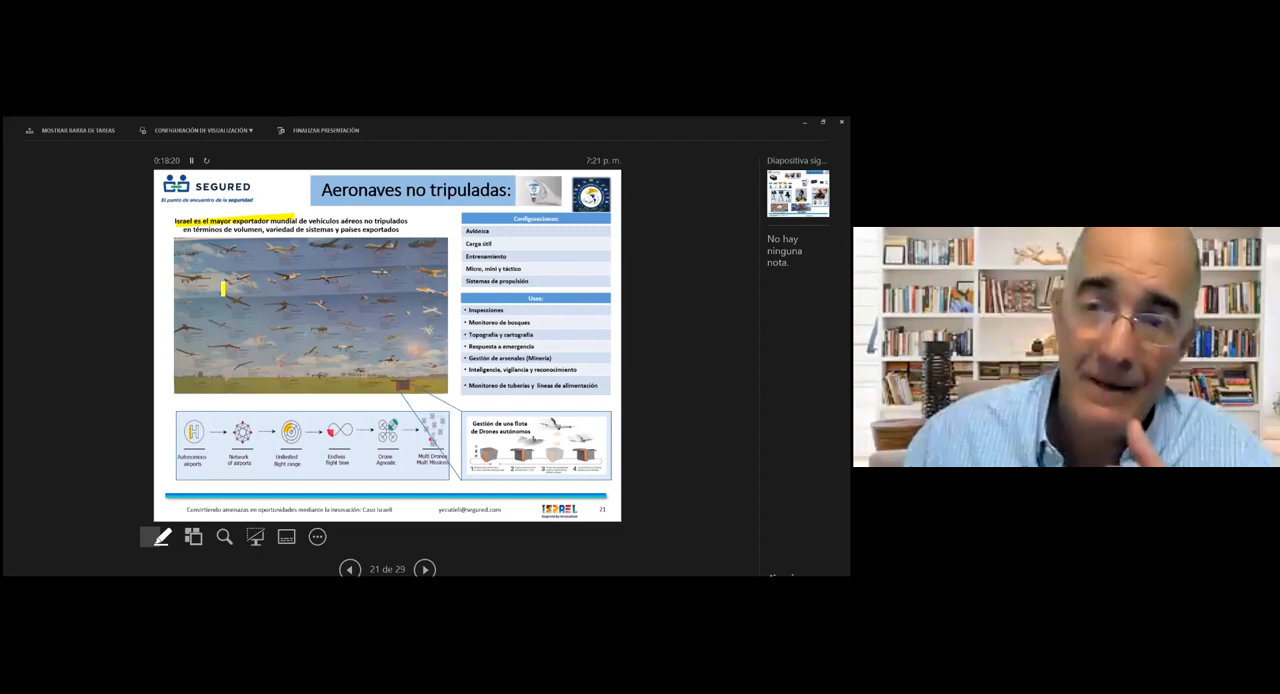 MOSTRAR BARRA DE TAREAS
CONFIGURACIÓN DE VISUALIZACIÓN ▾
FINALIZAR PRESENTACIÓN
0:18:20
7:21 p. m.
Diapositiva sig...
No hay
ninguna
nota.
SEGURED
El punto de encuentro de la seguridad
Aeronaves no tripuladas:
Israel es el mayor exportador mundial de vehículos aéreos no tripulados
en términos de volumen, variedad de sistemas y países exportados
Configuraciones:
Aviónica
Carga útil
Entrenamiento
Micro, mini y táctico
Sistemas de propulsión
Usos:
• Inspecciones
• Monitoreo de bosques
• Topografía y cartografía
• Respuesta a emergencia
• Gestión de arsenales (Minería)
• Inteligencia, vigilancia y reconocimiento
• Monitoreo de tuberías y líneas de alimentación
Autonomous
airports
Network
of airports
Unlimited
flight range
Endless
flight time
Drone
Agnostic
Multi Drones
Multi Missions
Gestión de una flota
de Drones autónomos
1
2
3
4
Convirtiendo amenazas en oportunidades mediante la innovación: Caso Israelí
yecutieli@segured.com
ISRAEL
21
21 de 29